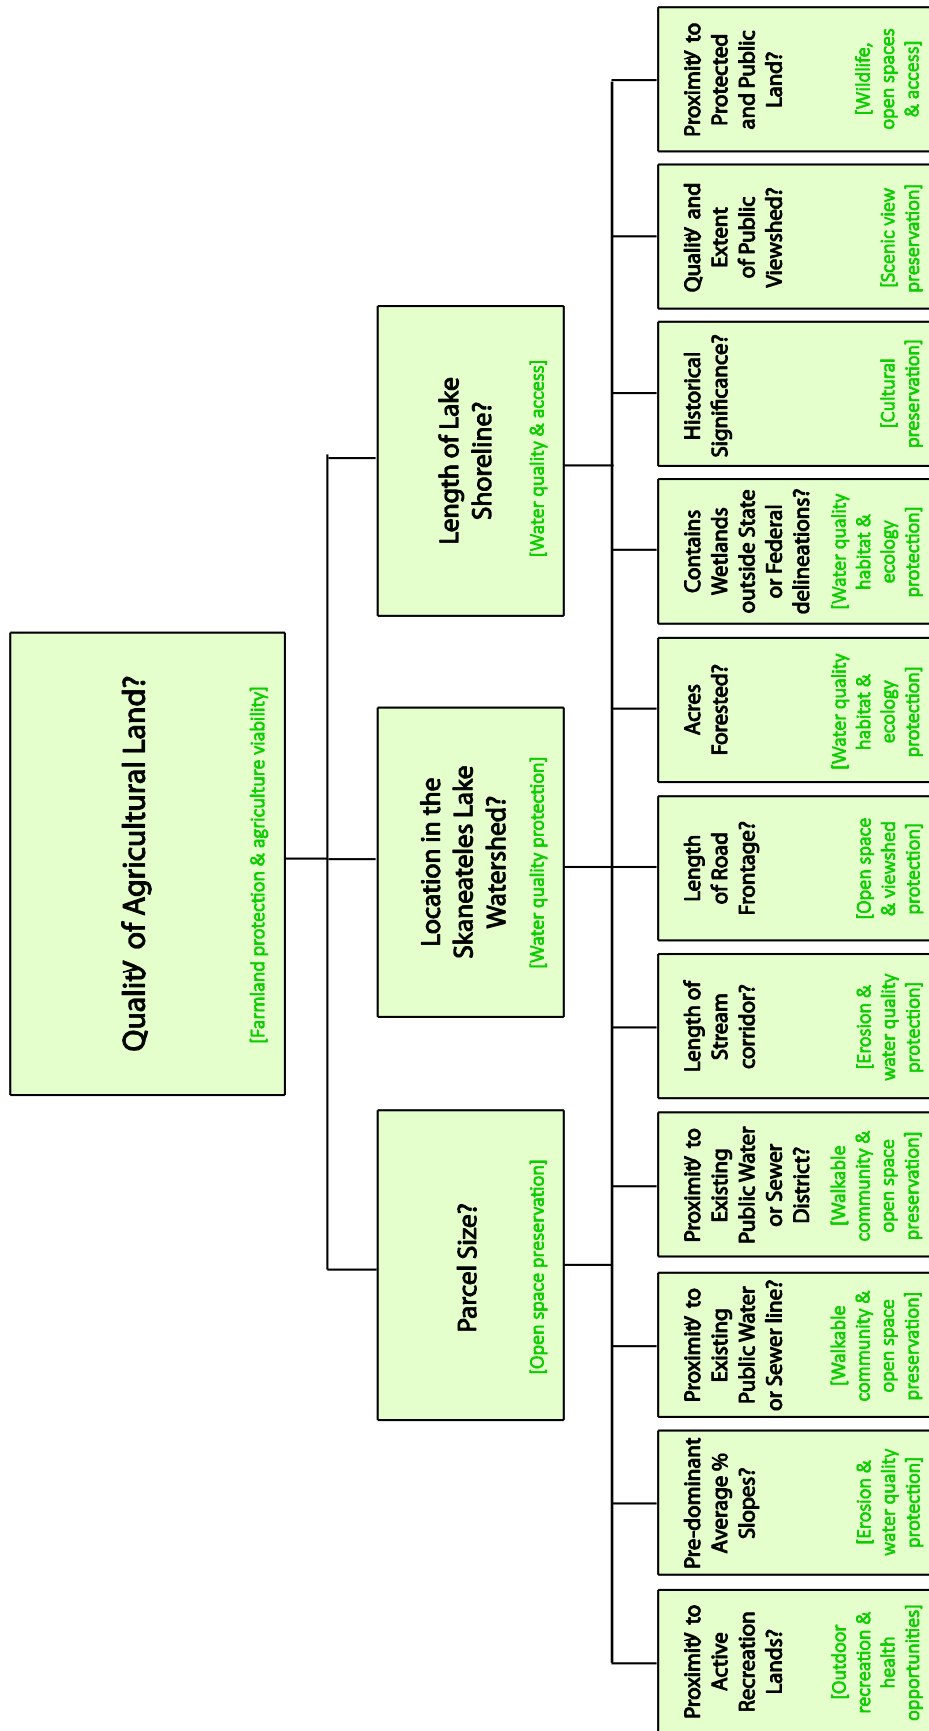 Quality of Agricultural Land?
[Farmland protection & agriculture viability]
Parcel Size?
[Open space preservation]
Location in the
Skaneateles Lake
Watershed?
[Water quality protection]
Length of Lake
Shoreline?
[Water quality & access]
Proximity to
Active
Recreation
Lands?
[Outdoor
recreation &
health
opportunities]
Pre-dominant
Average %
Slopes?
[Erosion &
water quality
protection]
Proximity to
Existing
Public Water
or Sewer line?
[Walkable
community &
open space
preservation]
Proximity to
Existing
Public Water
or Sewer
District?
[Walkable
community &
open space
preservation]
Length of
Stream
corridor?
[Erosion &
water quality
protection]
Length
of Road
Frontage?
[Open space
& viewshed
protection]
Acres
Forested?
[Water quality
habitat &
ecology
protection]
Contains
Wetlands
outside State
or Federal
delineations?
[Water quality
habitat &
ecology
protection]
Historical
Significance?
[Cultural
preservation]
Quality and
Extent
of Public
Viewshed?
[Scenic view
preservation]
Proximity to
Protected
and Public
Land?
[Wildlife,
open spaces
& access]